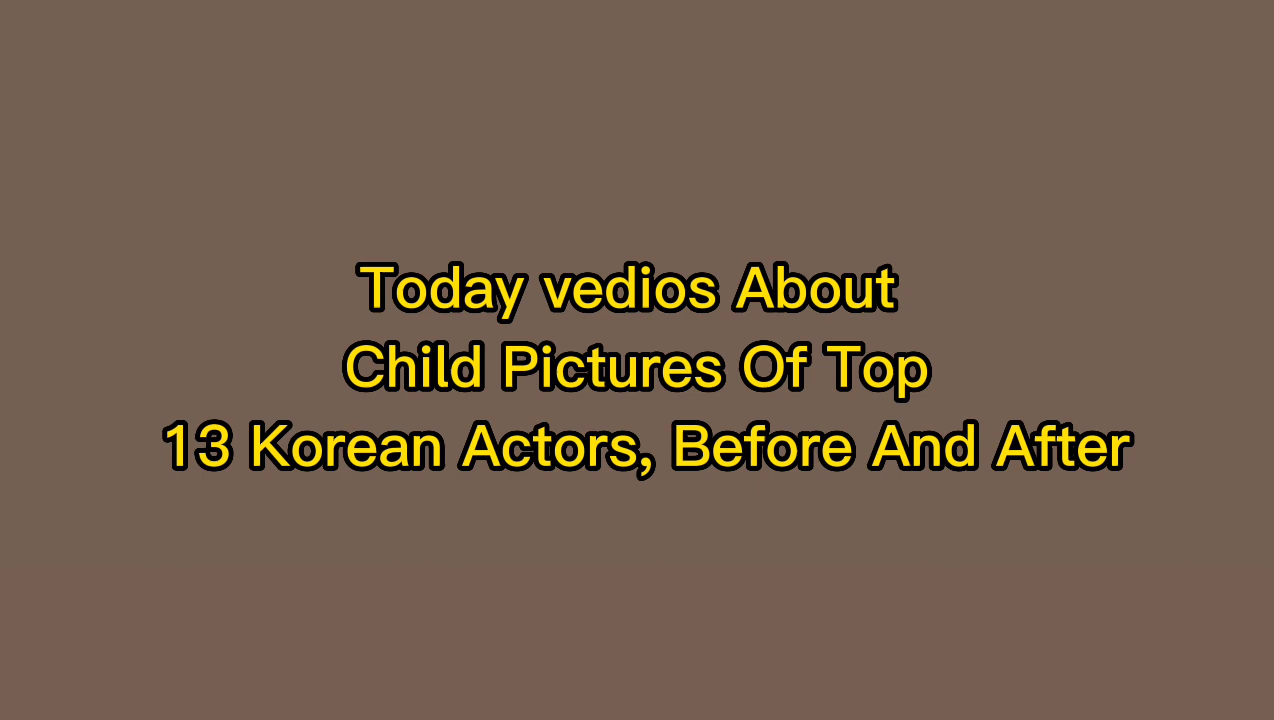 Today vedios About
Child Pictures Of Top
13 Korean Actors, Before And After